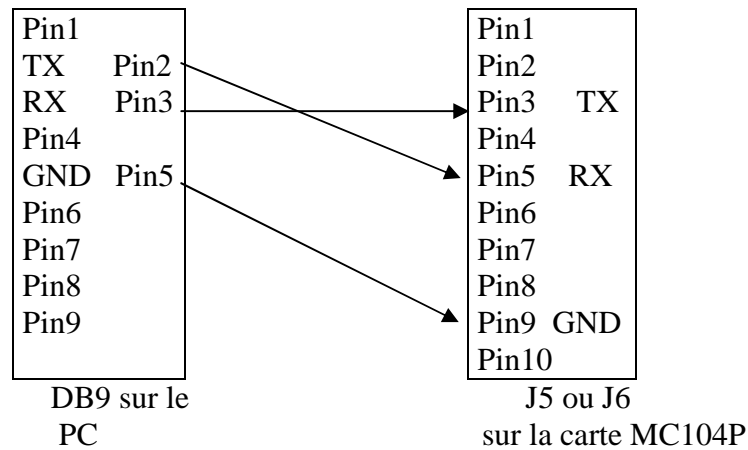 Pin1
TX Pin2
RX Pin3
Pin4
GND Pin5
Pin6
Pin7
Pin8
Pin9
DB9 sur le
PC
Pin1
Pin2
Pin3 TX
Pin4
Pin5 RX
Pin6
Pin7
Pin8
Pin9 GND
Pin10
J5 ou J6
sur la carte MC104P